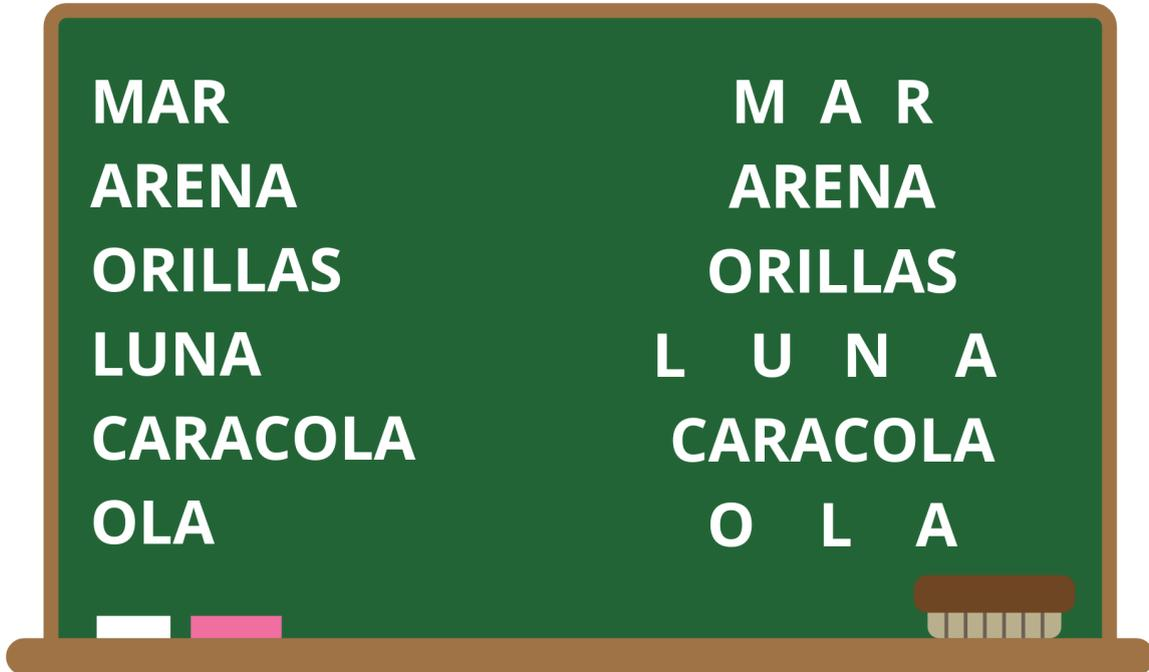 MAR
ARENA
ORILLAS
LUNA
CARACOLA
OLA
M A R
ARENA
ORILLAS
L U N A
CARACOLA
O L A